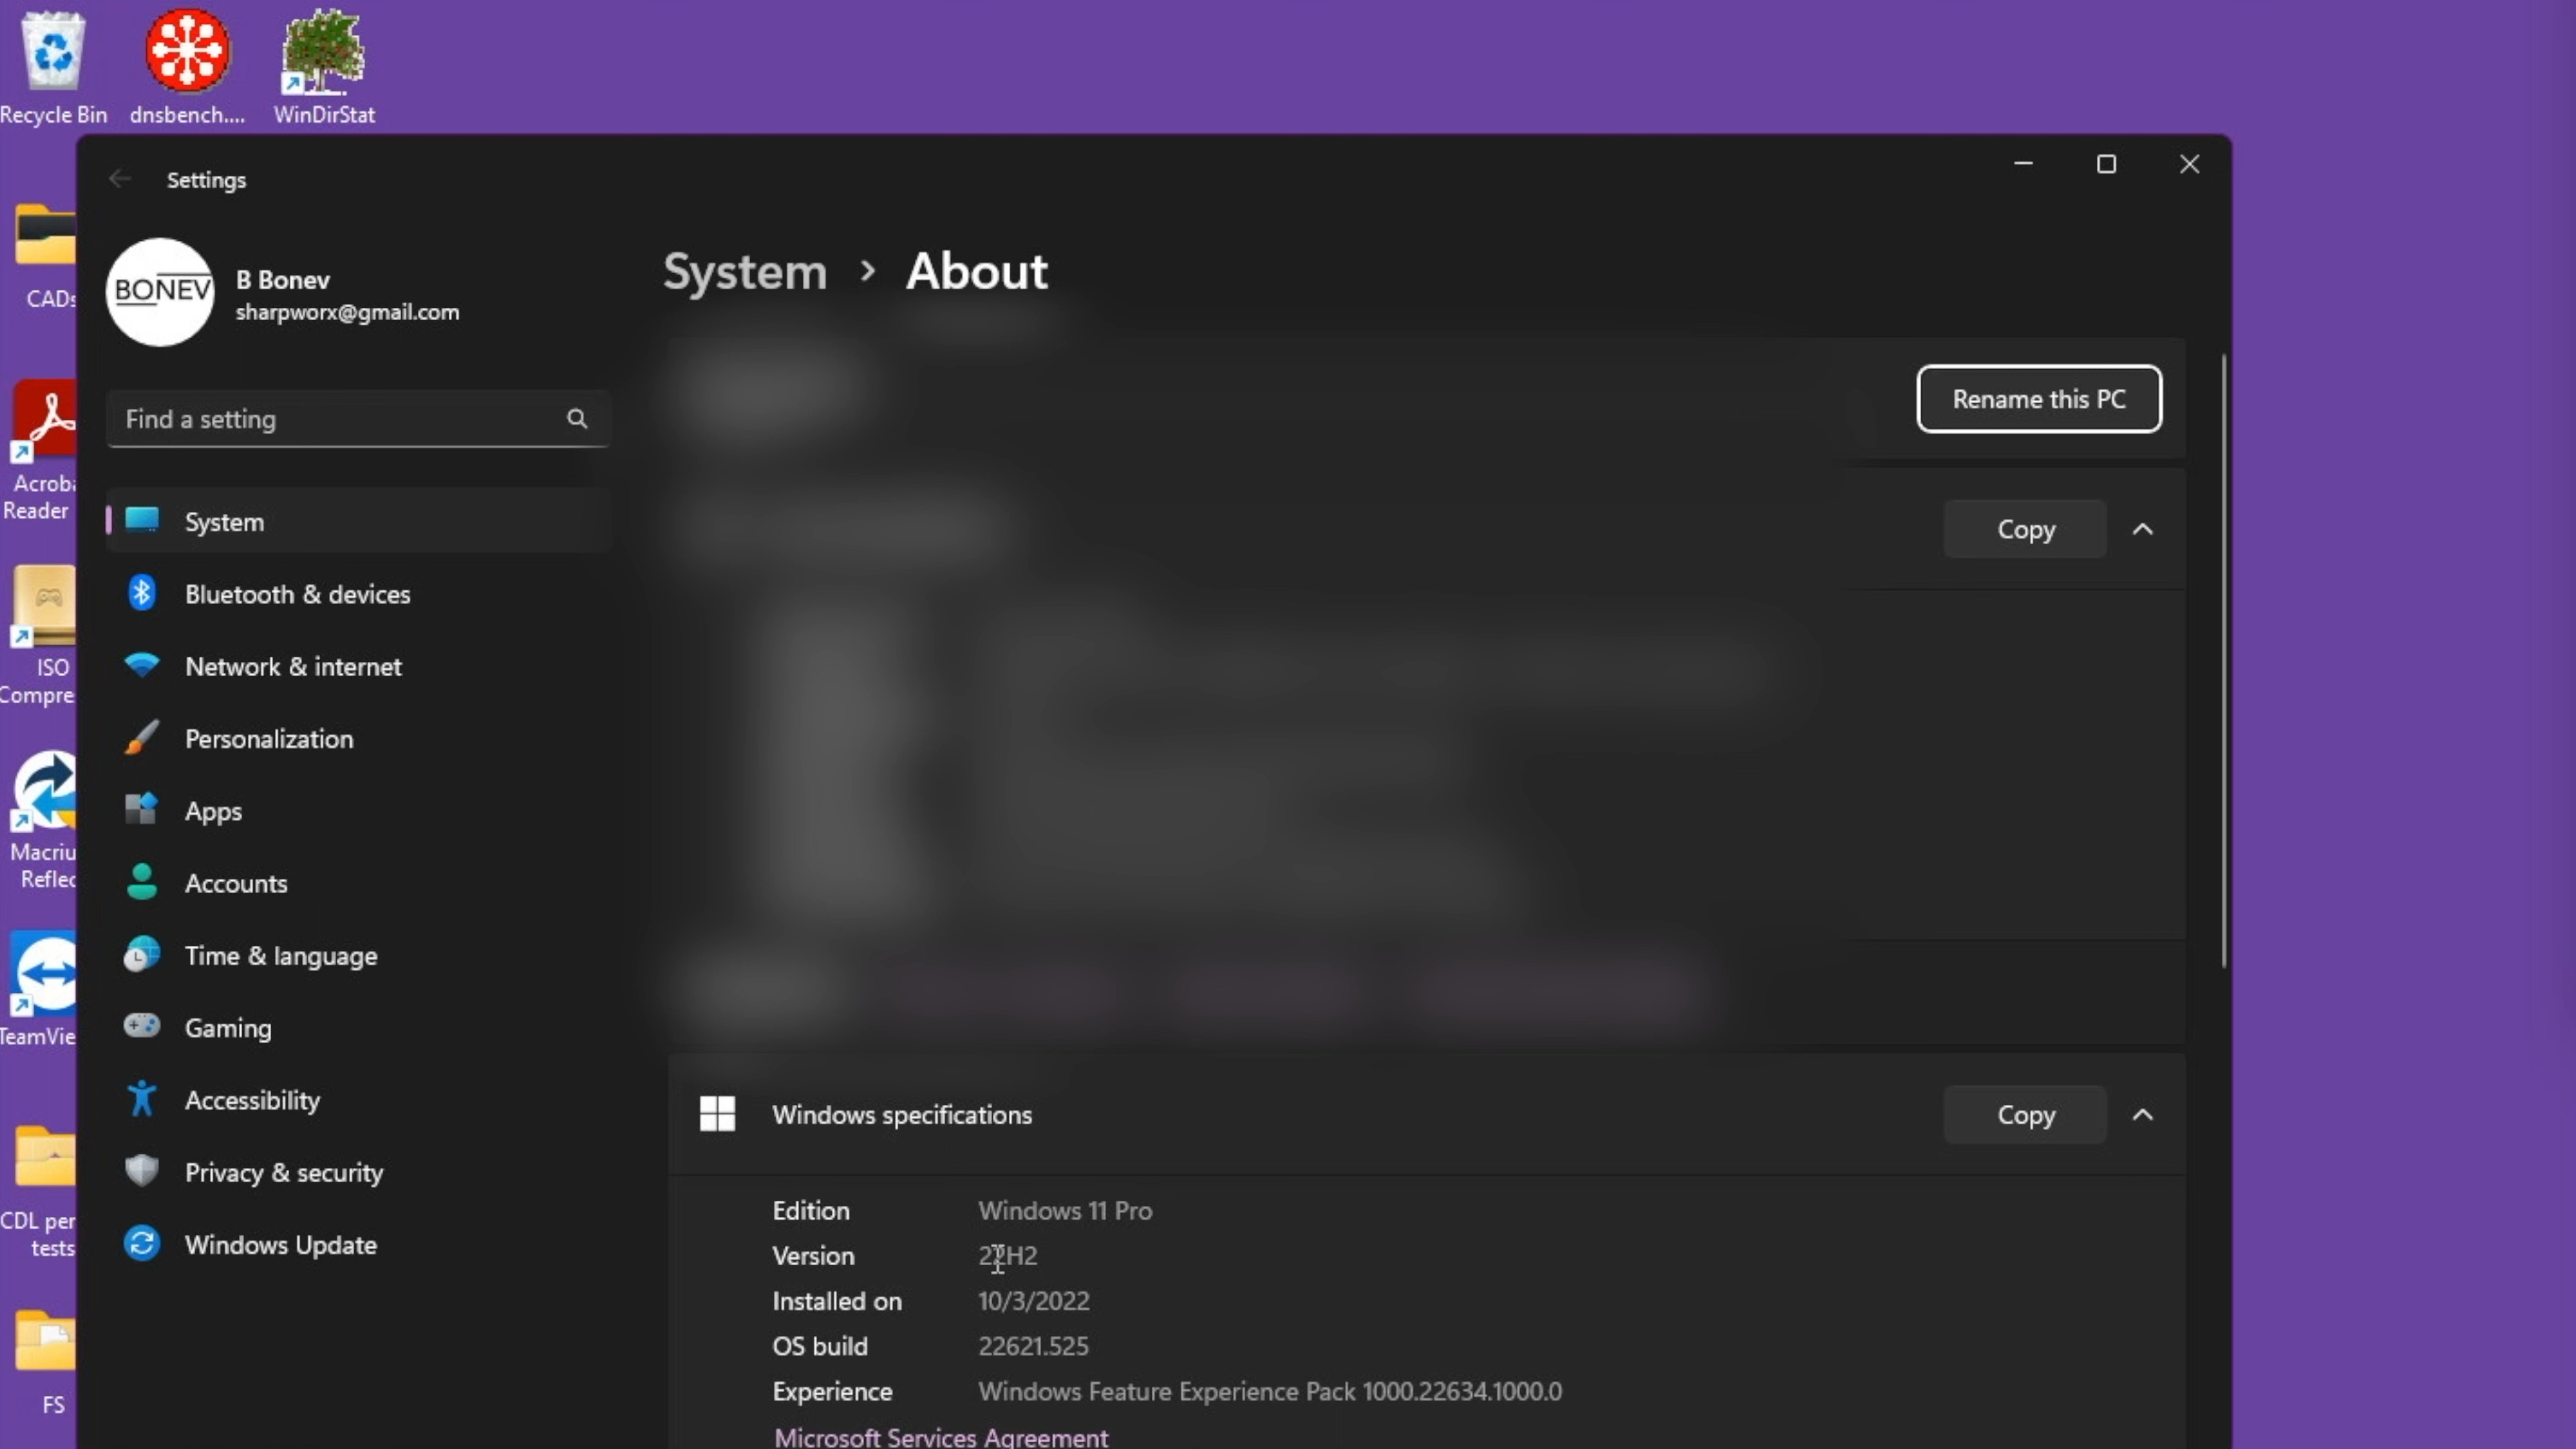 Recycle Bin
dnsbench....
WinDirStat
CADs
Acroba
Reader
ISO
Compre
Macriu
Reflec
TeamVie
CDL per
tests
FS
Settings
BONEV
B Bonev
sharpworx@gmail.com
Find a setting
System
Bluetooth & devices
Network & internet
Personalization
Apps
Accounts
Time & language
Gaming
Accessibility
Privacy & security
Windows Update
System > About
Rename this PC
Copy
Windows specifications
Copy
Edition Windows 11 Pro
Version 22H2
Installed on 10/3/2022
OS build 22621.525
Experience Windows Feature Experience Pack 1000.22634.1000.0
Microsoft Services Agreement